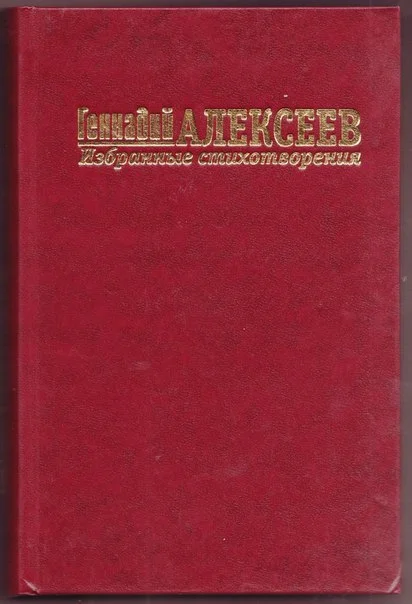 Геннадий АЛЕКСЕЕВ
Избранные стихотворения